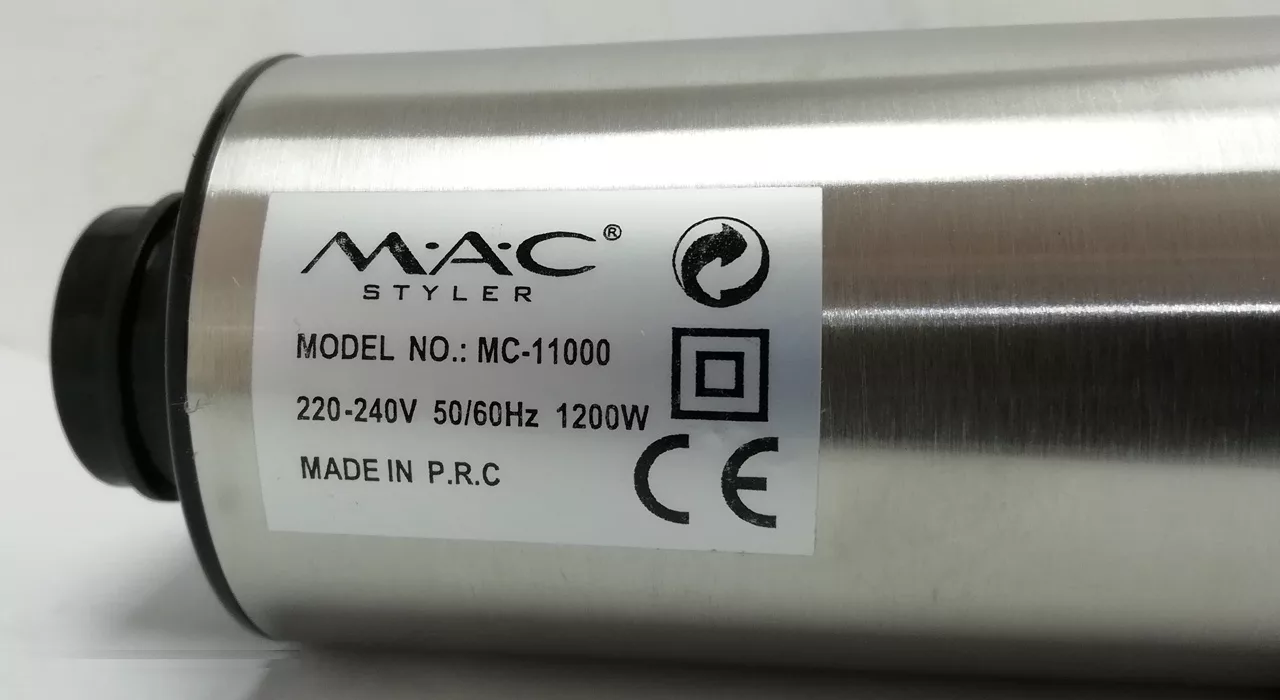 M·A·C®
STYLER
MODEL NO.: MC-11000
220-240V 50/60Hz 1200W
MADE IN P.R.C
CE